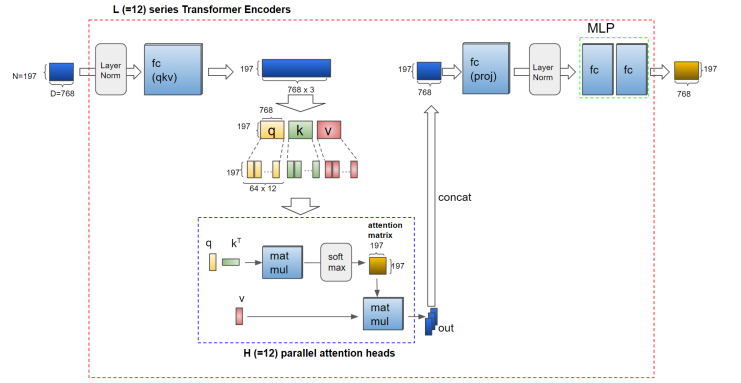 L (=12) series Transformer Encoders
MLP
N=197
D=768
Layer
Norm
fc
(qkv)
197
768 x 3
197
768
fc
(proj)
Layer
Norm
fc
fc
197
768
768
197
q
k
v
197
64 x 12
concat
attention
matrix
q
k^T
mat
mul
soft
max
197
197
v
mat
mul
out
H (=12) parallel attention heads